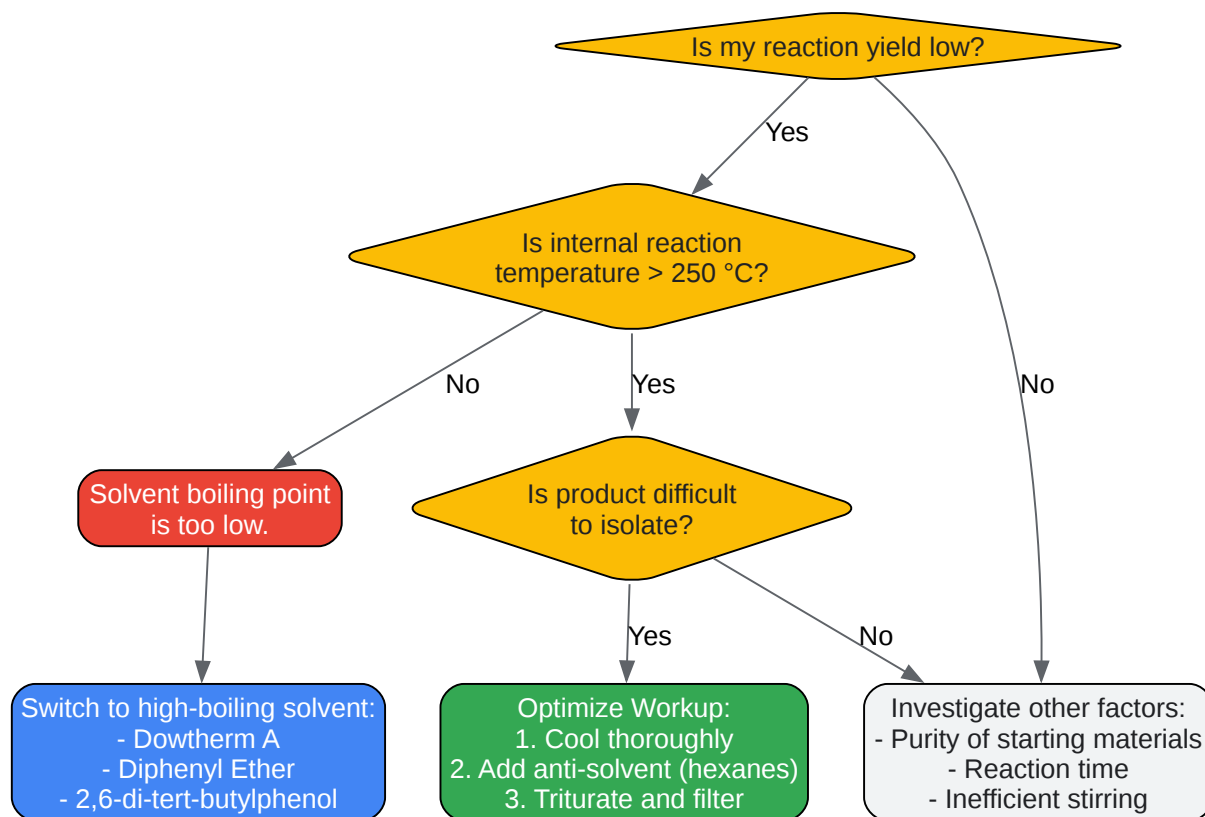 Is my reaction yield low?
Yes
Is internal reaction
temperature > 250 °C?
No
Yes
No
Solvent boiling point
is too low.
Is product difficult
to isolate?
Yes
No
Switch to high-boiling solvent:
- Dowtherm A
- Diphenyl Ether
- 2,6-di-tert-butylphenol
Optimize Workup:
1. Cool thoroughly
2. Add anti-solvent (hexanes)
3. Triturate and filter
Investigate other factors:
- Purity of starting materials
- Reaction time
- Inefficient stirring